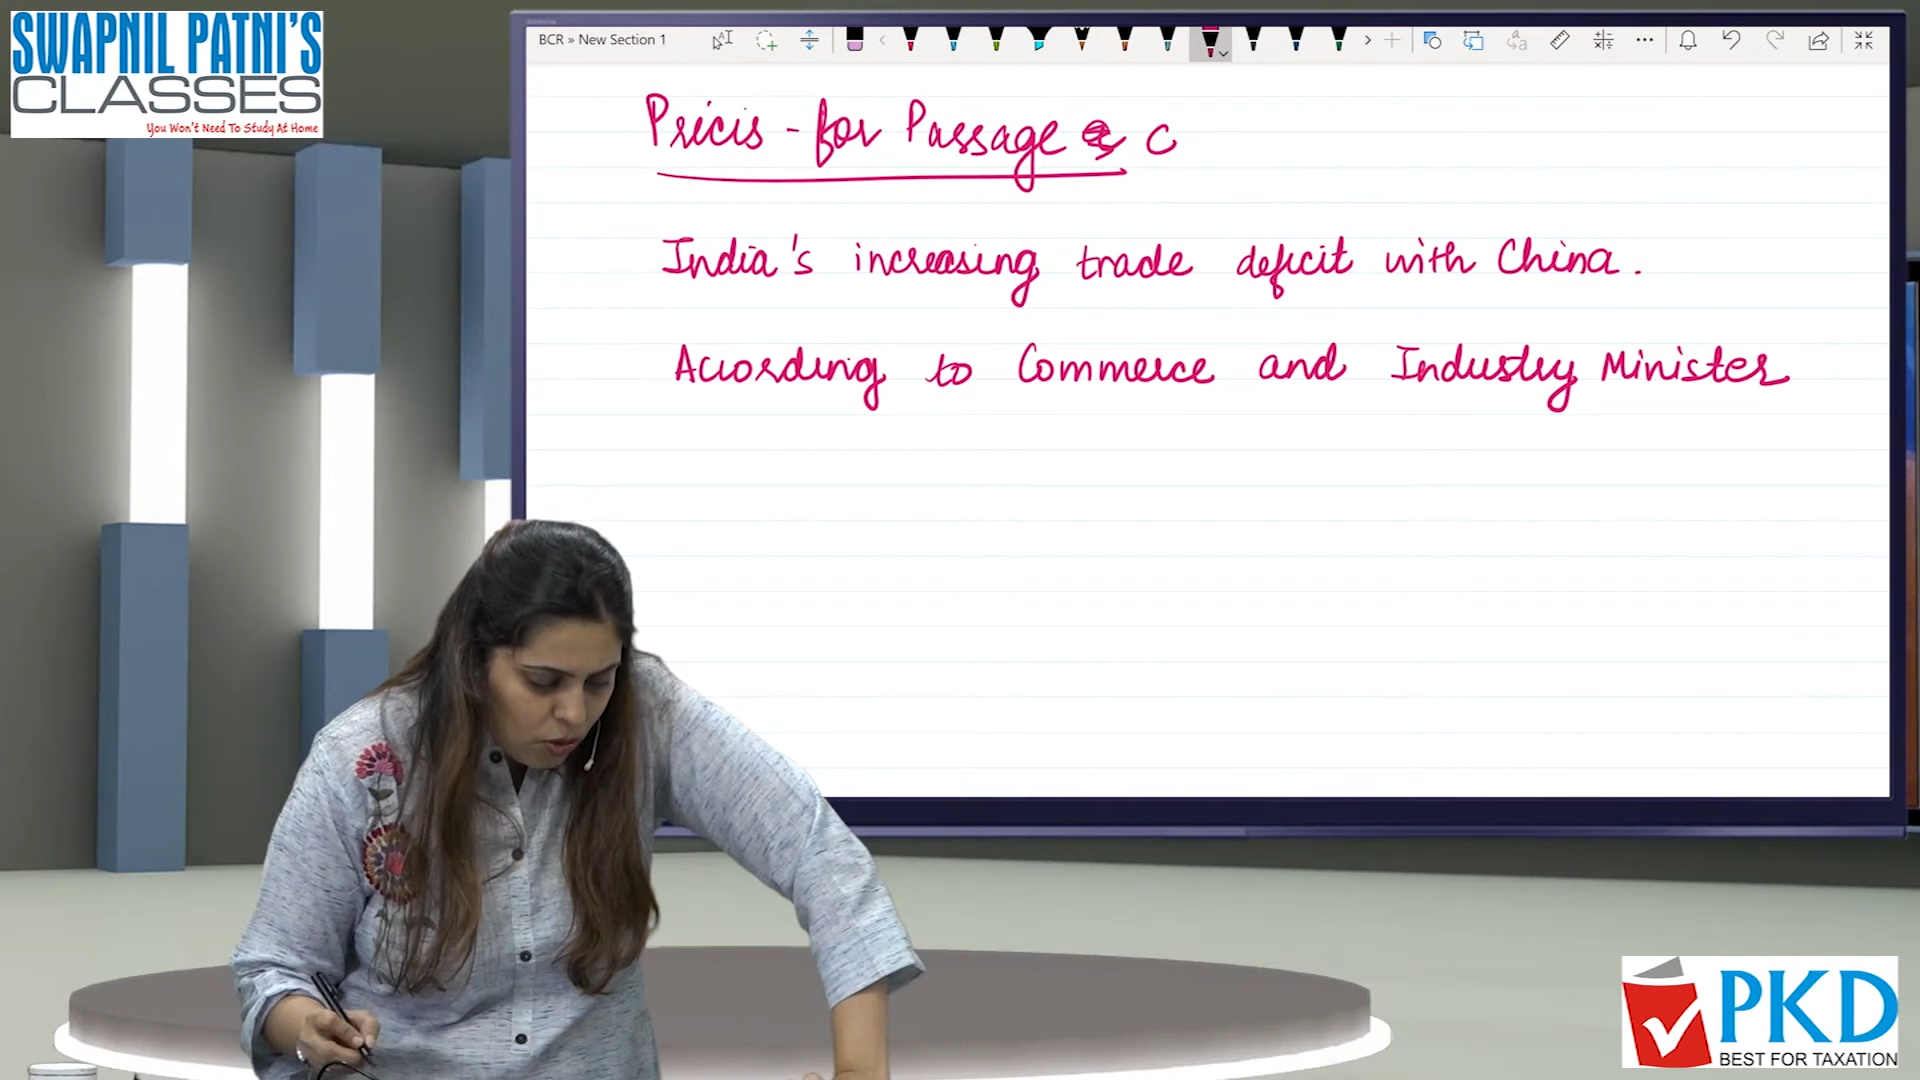 SWAPNIL PATNI'S
CLASSES
You Won't Need To Study At Home
BCR » New Section 1
Pricis - for Passage C
India's increasing trade deficit with China.
According to Commerce and Industry Minister
PKD
BEST FOR TAXATION